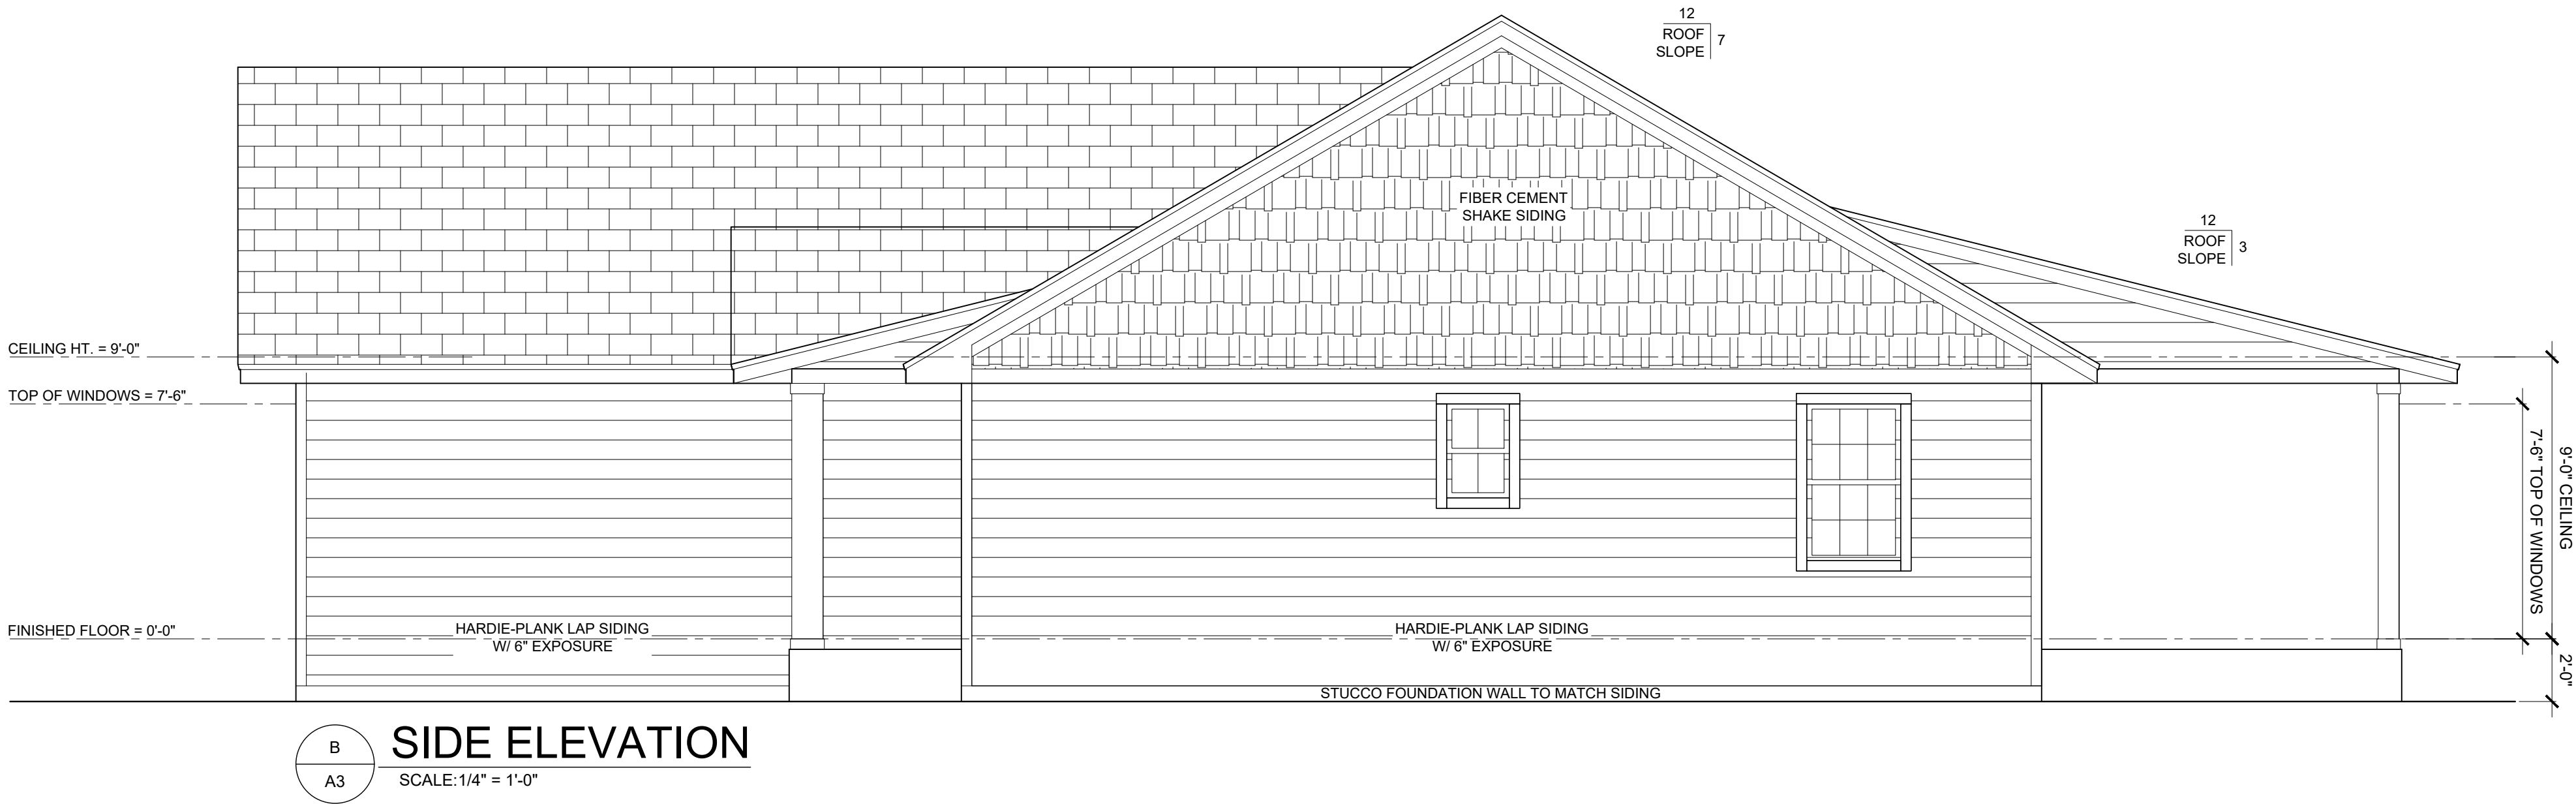 12
ROOF
SLOPE
7
FIBER CEMENT
SHAKE SIDING
12
ROOF
SLOPE
3
CEILING HT. = 9'-0"
TOP OF WINDOWS = 7'-6"
FINISHED FLOOR = 0'-0"
HARDIE-PLANK LAP SIDING
W/ 6" EXPOSURE
HARDIE-PLANK LAP SIDING
W/ 6" EXPOSURE
STUCCO FOUNDATION WALL TO MATCH SIDING
7'-6" TOP OF WINDOWS
9'-0" CEILING
2'-0"
B
A3
SIDE ELEVATION
SCALE:1/4" = 1'-0"